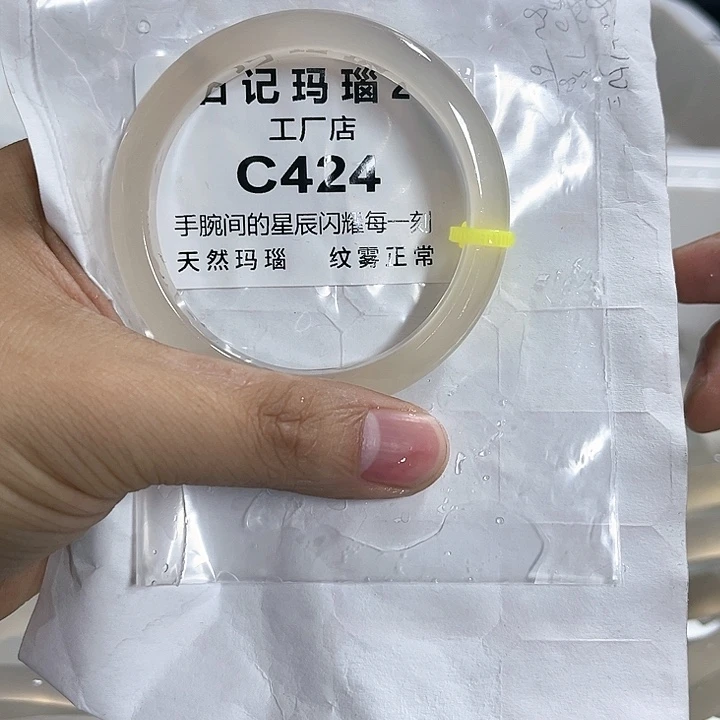 记玛瑙
工厂店
C424
手腕间的星辰闪耀每一刻
天然玛瑙 纹雾正常